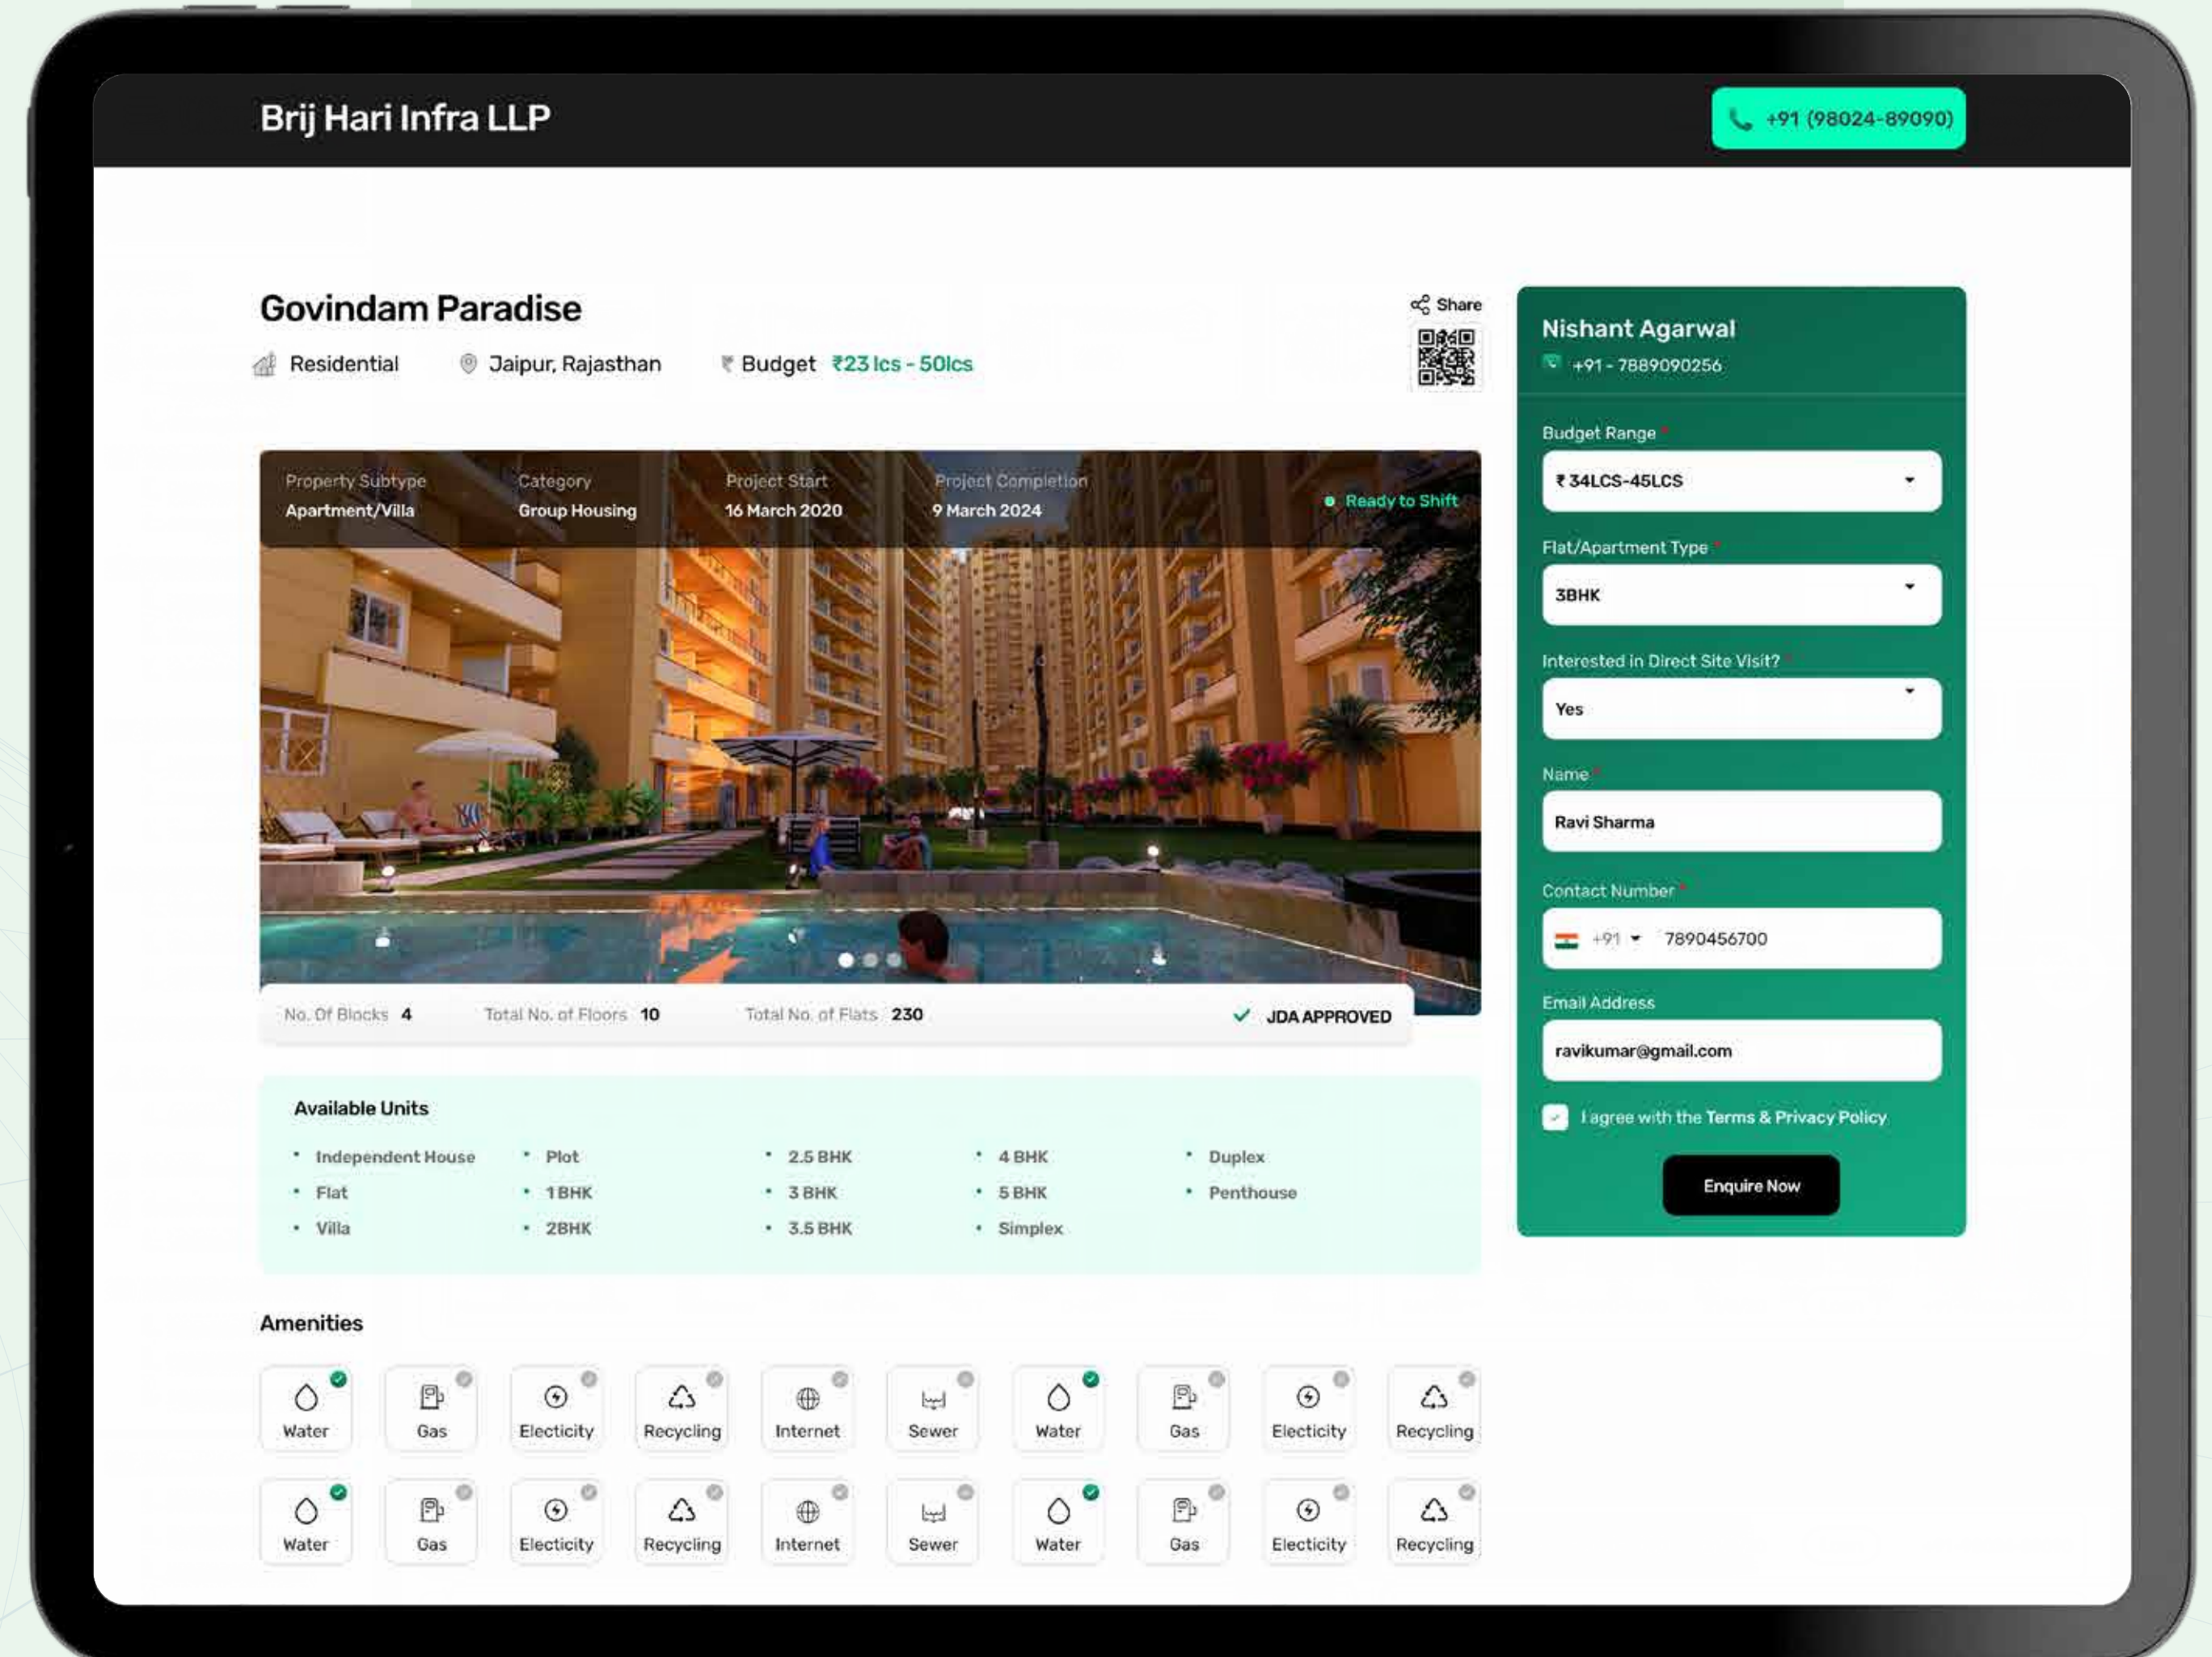 Brij Hari Infra LLP
+91 (98024-89090)
Govindam Paradise
Residential
Jaipur, Rajasthan
₹ Budget ₹23 lcs - 50lcs
Share
Property Subtype
Apartment/Villa
Category
Group Housing
Project Start
16 March 2020
Project Completion
9 March 2024
Ready to Shift
No. Of Blocks 4
Total No. of Floors 10
Total No. of Flats 230
JDA APPROVED
Available Units
Independent House
Flat
Villa
Plot
1 BHK
2BHK
2.5 BHK
3 BHK
3.5 BHK
4 BHK
5 BHK
Simplex
Duplex
Penthouse
Amenities
Water
Gas
Electicity
Recycling
Internet
Sewer
Water
Gas
Electicity
Recycling
Water
Gas
Electicity
Recycling
Internet
Sewer
Water
Gas
Electicity
Recycling
Nishant Agarwal
+91 - 7889090256
Budget Range *
₹ 34LCS-45LCS
Flat/Apartment Type *
3BHK
Interested in Direct Site Visit? *
Yes
Name *
Ravi Sharma
Contact Number *
+91 7890456700
Email Address
ravikumar@gmail.com
I agree with the Terms & Privacy Policy
Enquire Now